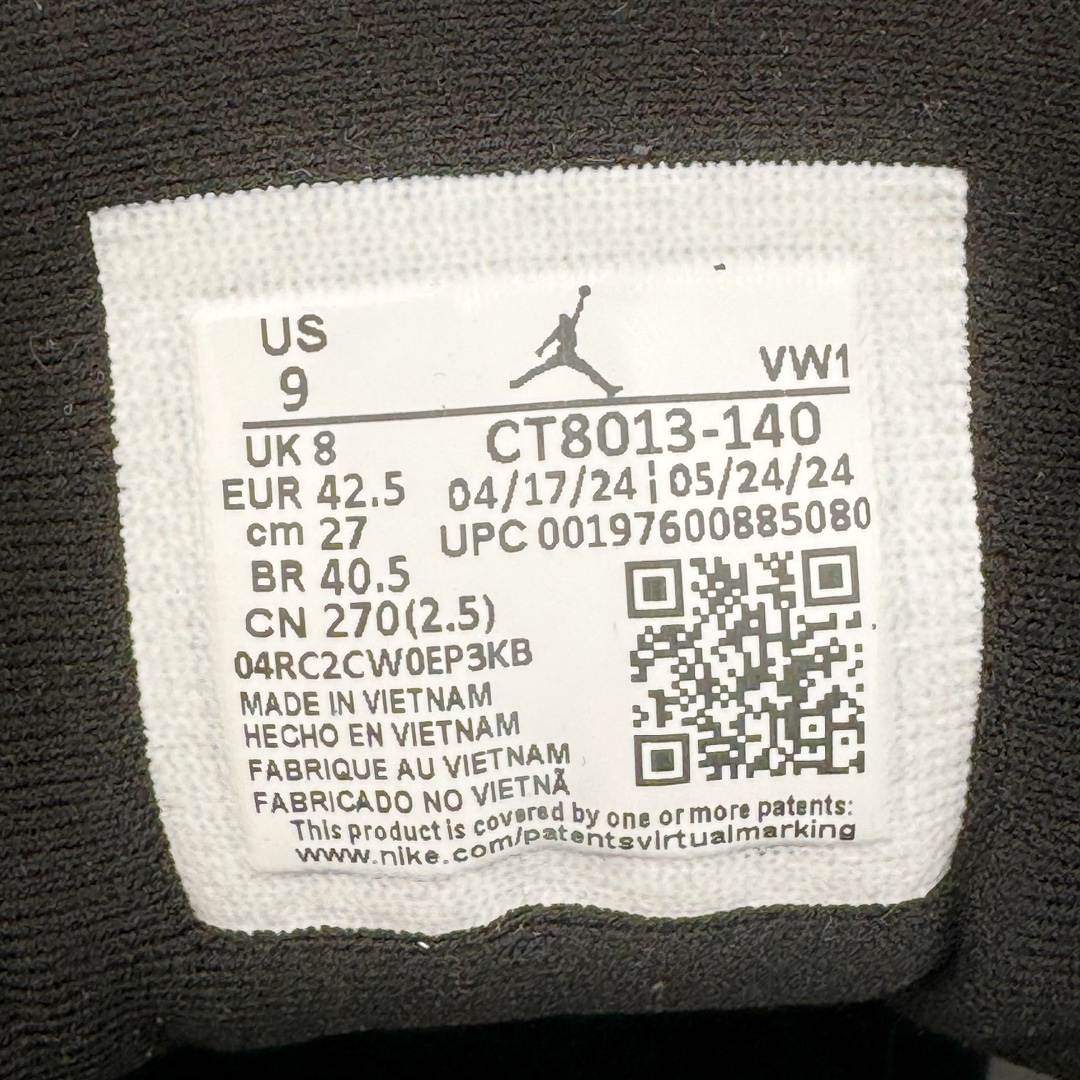 US
9
VW1
UK 8
CT8013-140
EUR 42.5
04/17/24 | 05/24/24
cm 27
UPC 00197600885080
BR 40.5
CN 270(2.5)
04RC2CW0EP3KB
MADE IN VIETNAM
HECHO EN VIETNAM
FABRIQUE AU VIETNAM
FABRICADO NO VIETNÃ
This product is covered by one or more patents:
www.nike.com/patentsvirtualmarking